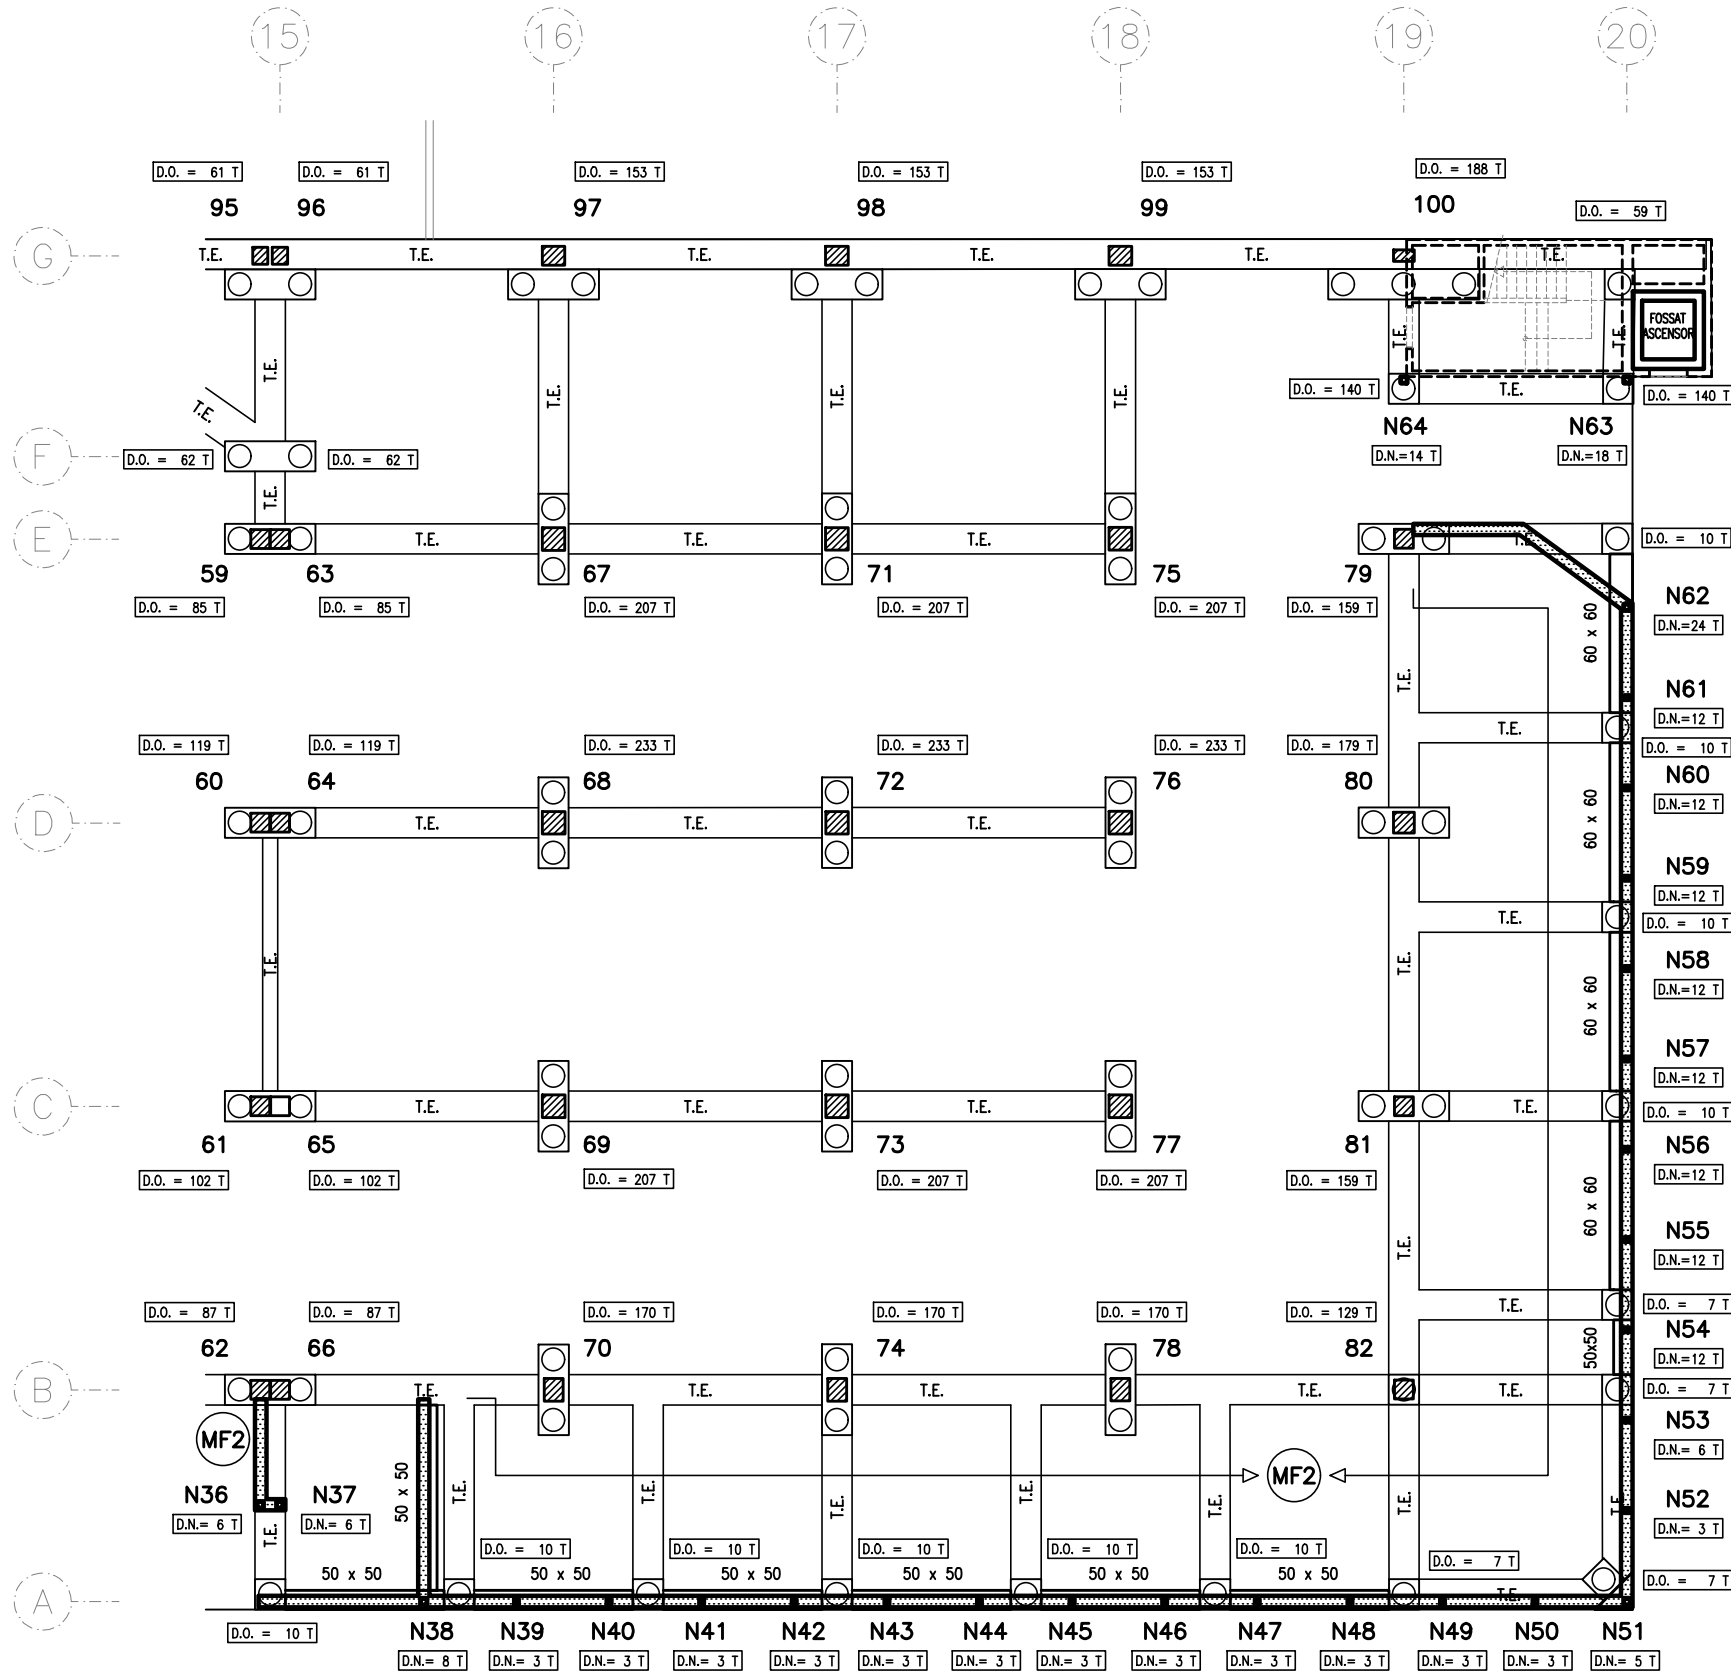 15 16 17 18 19 20
D.O. = 61 T D.O. = 61 T D.O. = 153 T D.O. = 153 T D.O. = 153 T D.O. = 188 T
95 96 97 98 99 100
D.O. = 59 T
G
T.E. T.E. T.E. T.E. T.E. T.E.
FOSSAT
ASCENSOR
T.E. T.E. T.E. T.E. T.E. T.E.
D.O. = 140 T D.O. = 140 T
T.E.
T.E.
N64 N63
F
D.O. = 62 T D.O. = 62 T D.N.=14 T D.N.=18 T
T.E.
E
T.E. T.E. T.E. T.E. D.O. = 10 T
59 63 67 71 75 79
N62
D.O. = 85 T D.O. = 85 T D.O. = 207 T D.O. = 207 T D.O. = 207 T D.O. = 159 T
D.N.=24 T
60 x 60
T.E.
N61
D.N.=12 T
T.E.
D.O. = 119 T D.O. = 119 T D.O. = 233 T D.O. = 233 T D.O. = 233 T D.O. = 179 T D.O. = 10 T
60 64 68 72 76 80 N60
D.N.=12 T
D
T.E. T.E. T.E. 60 x 60
N59
D.N.=12 T
T.E. D.O. = 10 T
T.E. T.E. N58
D.N.=12 T
60 x 60
N57
D.N.=12 T
C
T.E. T.E. T.E. T.E. D.O. = 10 T
61 65 69 73 77 81 N56
D.O. = 102 T D.O. = 102 T D.O. = 207 T D.O. = 207 T D.O. = 207 T D.O. = 159 T D.N.=12 T
60 x 60
N55
T.E.
D.N.=12 T
T.E. D.O. = 7 T
D.O. = 87 T D.O. = 87 T D.O. = 170 T D.O. = 170 T D.O. = 170 T D.O. = 129 T
N54
62 66 70 74 78 82 50x50 D.N.=12 T
B
T.E. T.E. T.E. T.E. T.E. D.O. = 7 T
N53
MF2 D.N.= 6 T
MF2
50 x 50
N36 N37 T.E. T.E. T.E. T.E. T.E. T.E. T.E. N52
D.N.= 6 T D.N.= 6 T D.N.= 3 T
T.E.
D.O. = 10 T D.O. = 10 T D.O. = 10 T D.O. = 10 T D.O. = 10 T D.O. = 7 T
50 x 50 50 x 50 50 x 50 50 x 50 50 x 50 50 x 50 D.O. = 7 T
A
T.E.
D.O. = 10 T
N38 N39 N40 N41 N42 N43 N44 N45 N46 N47 N48 N49 N50 N51
D.N.= 8 T D.N.= 3 T D.N.= 3 T D.N.= 3 T D.N.= 3 T D.N.= 3 T D.N.= 3 T D.N.= 3 T D.N.= 3 T D.N.= 3 T D.N.= 3 T D.N.= 3 T D.N.= 3 T D.N.= 5 T